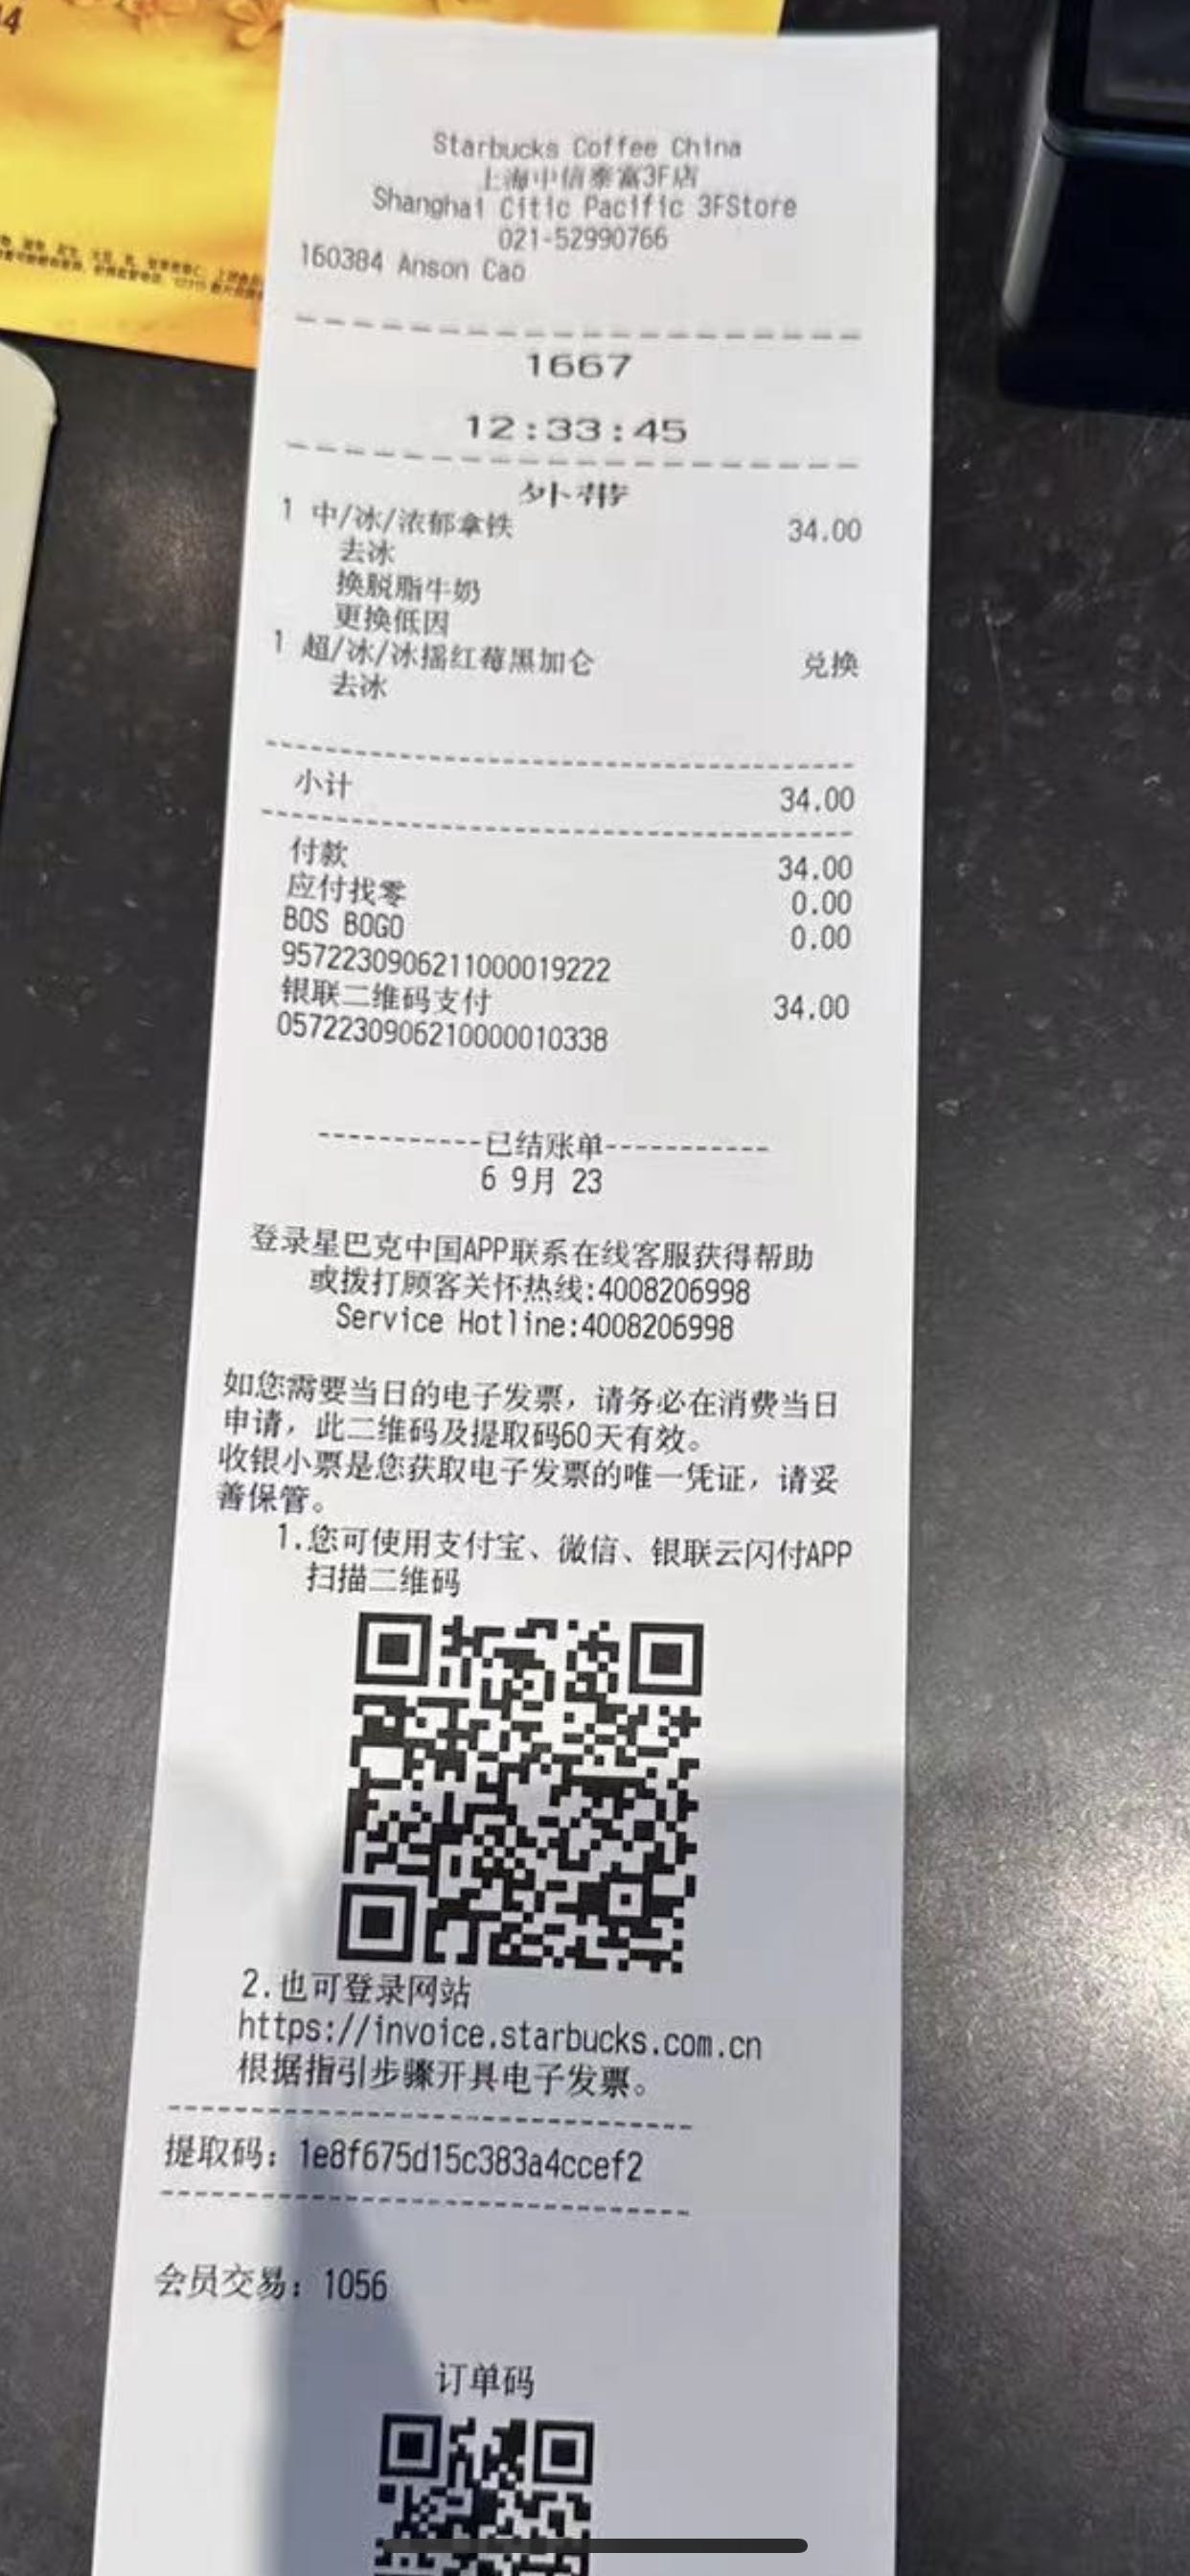 Starbucks Coffee China
上海中信泰富3F店
Shanghai Citic Pacific 3FStore
021-52990766
160384 Anson Cao
1667
12:33:45
外带
1 中/冰/浓郁拿铁 34.00
去冰
换脱脂牛奶
更换低因
1 超/冰/冰摇红莓黑加仑 兑换
去冰
小计 34.00
付款 34.00
应付找零 0.00
BOS BOGO 0.00
9572230906211000019222
银联二维码支付 34.00
0572230906210000010338
-----------已结账单-----------
6 9月 23
登录星巴克中国APP联系在线客服获得帮助
或拨打顾客关怀热线:4008206998
Service Hotline:4008206998
如您需要当日的电子发票，请务必在消费当日
申请，此二维码及提取码60天有效。
收银小票是您获取电子发票的唯一凭证，请妥
善保管。
1.您可使用支付宝、微信、银联云闪付APP
扫描二维码
2.也可登录网站
https://invoice.starbucks.com.cn
根据指引步骤开具电子发票。
提取码：1e8f675d15c383a4ccef2
会员交易：1056
订单码